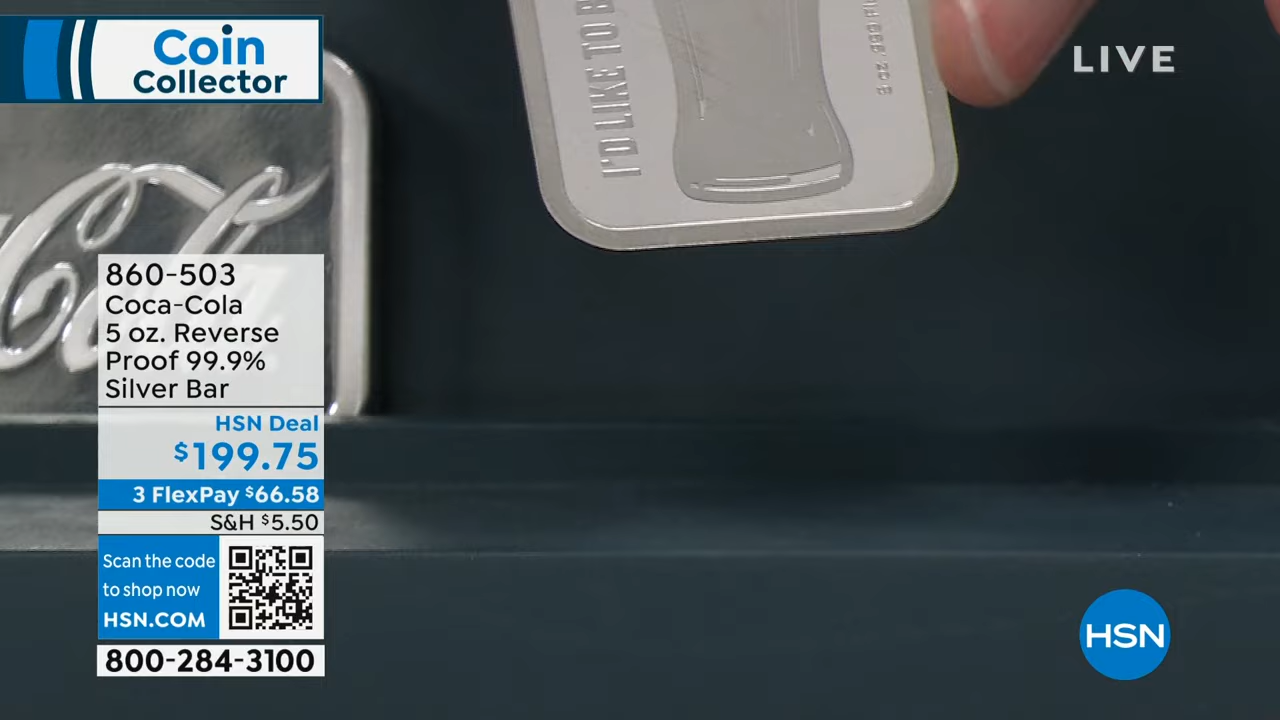 Coin
Collector
LIVE
I'D LIKE TO B
Coca-Cola
860-503
Coca-Cola
5 oz. Reverse
Proof 99.9%
Silver Bar
HSN Deal
$199.75
3 FlexPay $66.58
S&H $5.50
Scan the code
to shop now
HSN.COM
800-284-3100
HSN